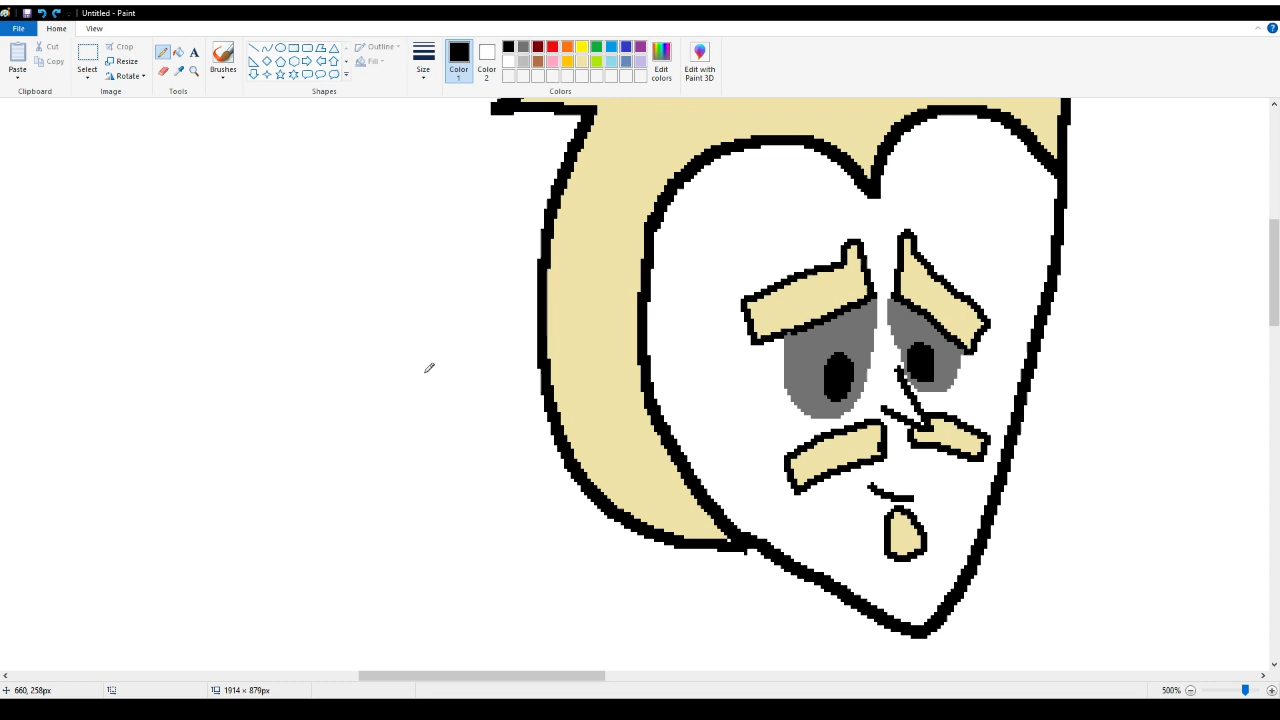 Untitled - Paint
File Home View
Paste
Cut
Copy
Clipboard
Select
Crop
Resize
Rotate
Image
A
Tools
Brushes
Outline
Fill
Shapes
Size
Color 1
Color 2
Edit colors
Colors
Edit with Paint 3D
660, 258px
1914 × 879px
500%